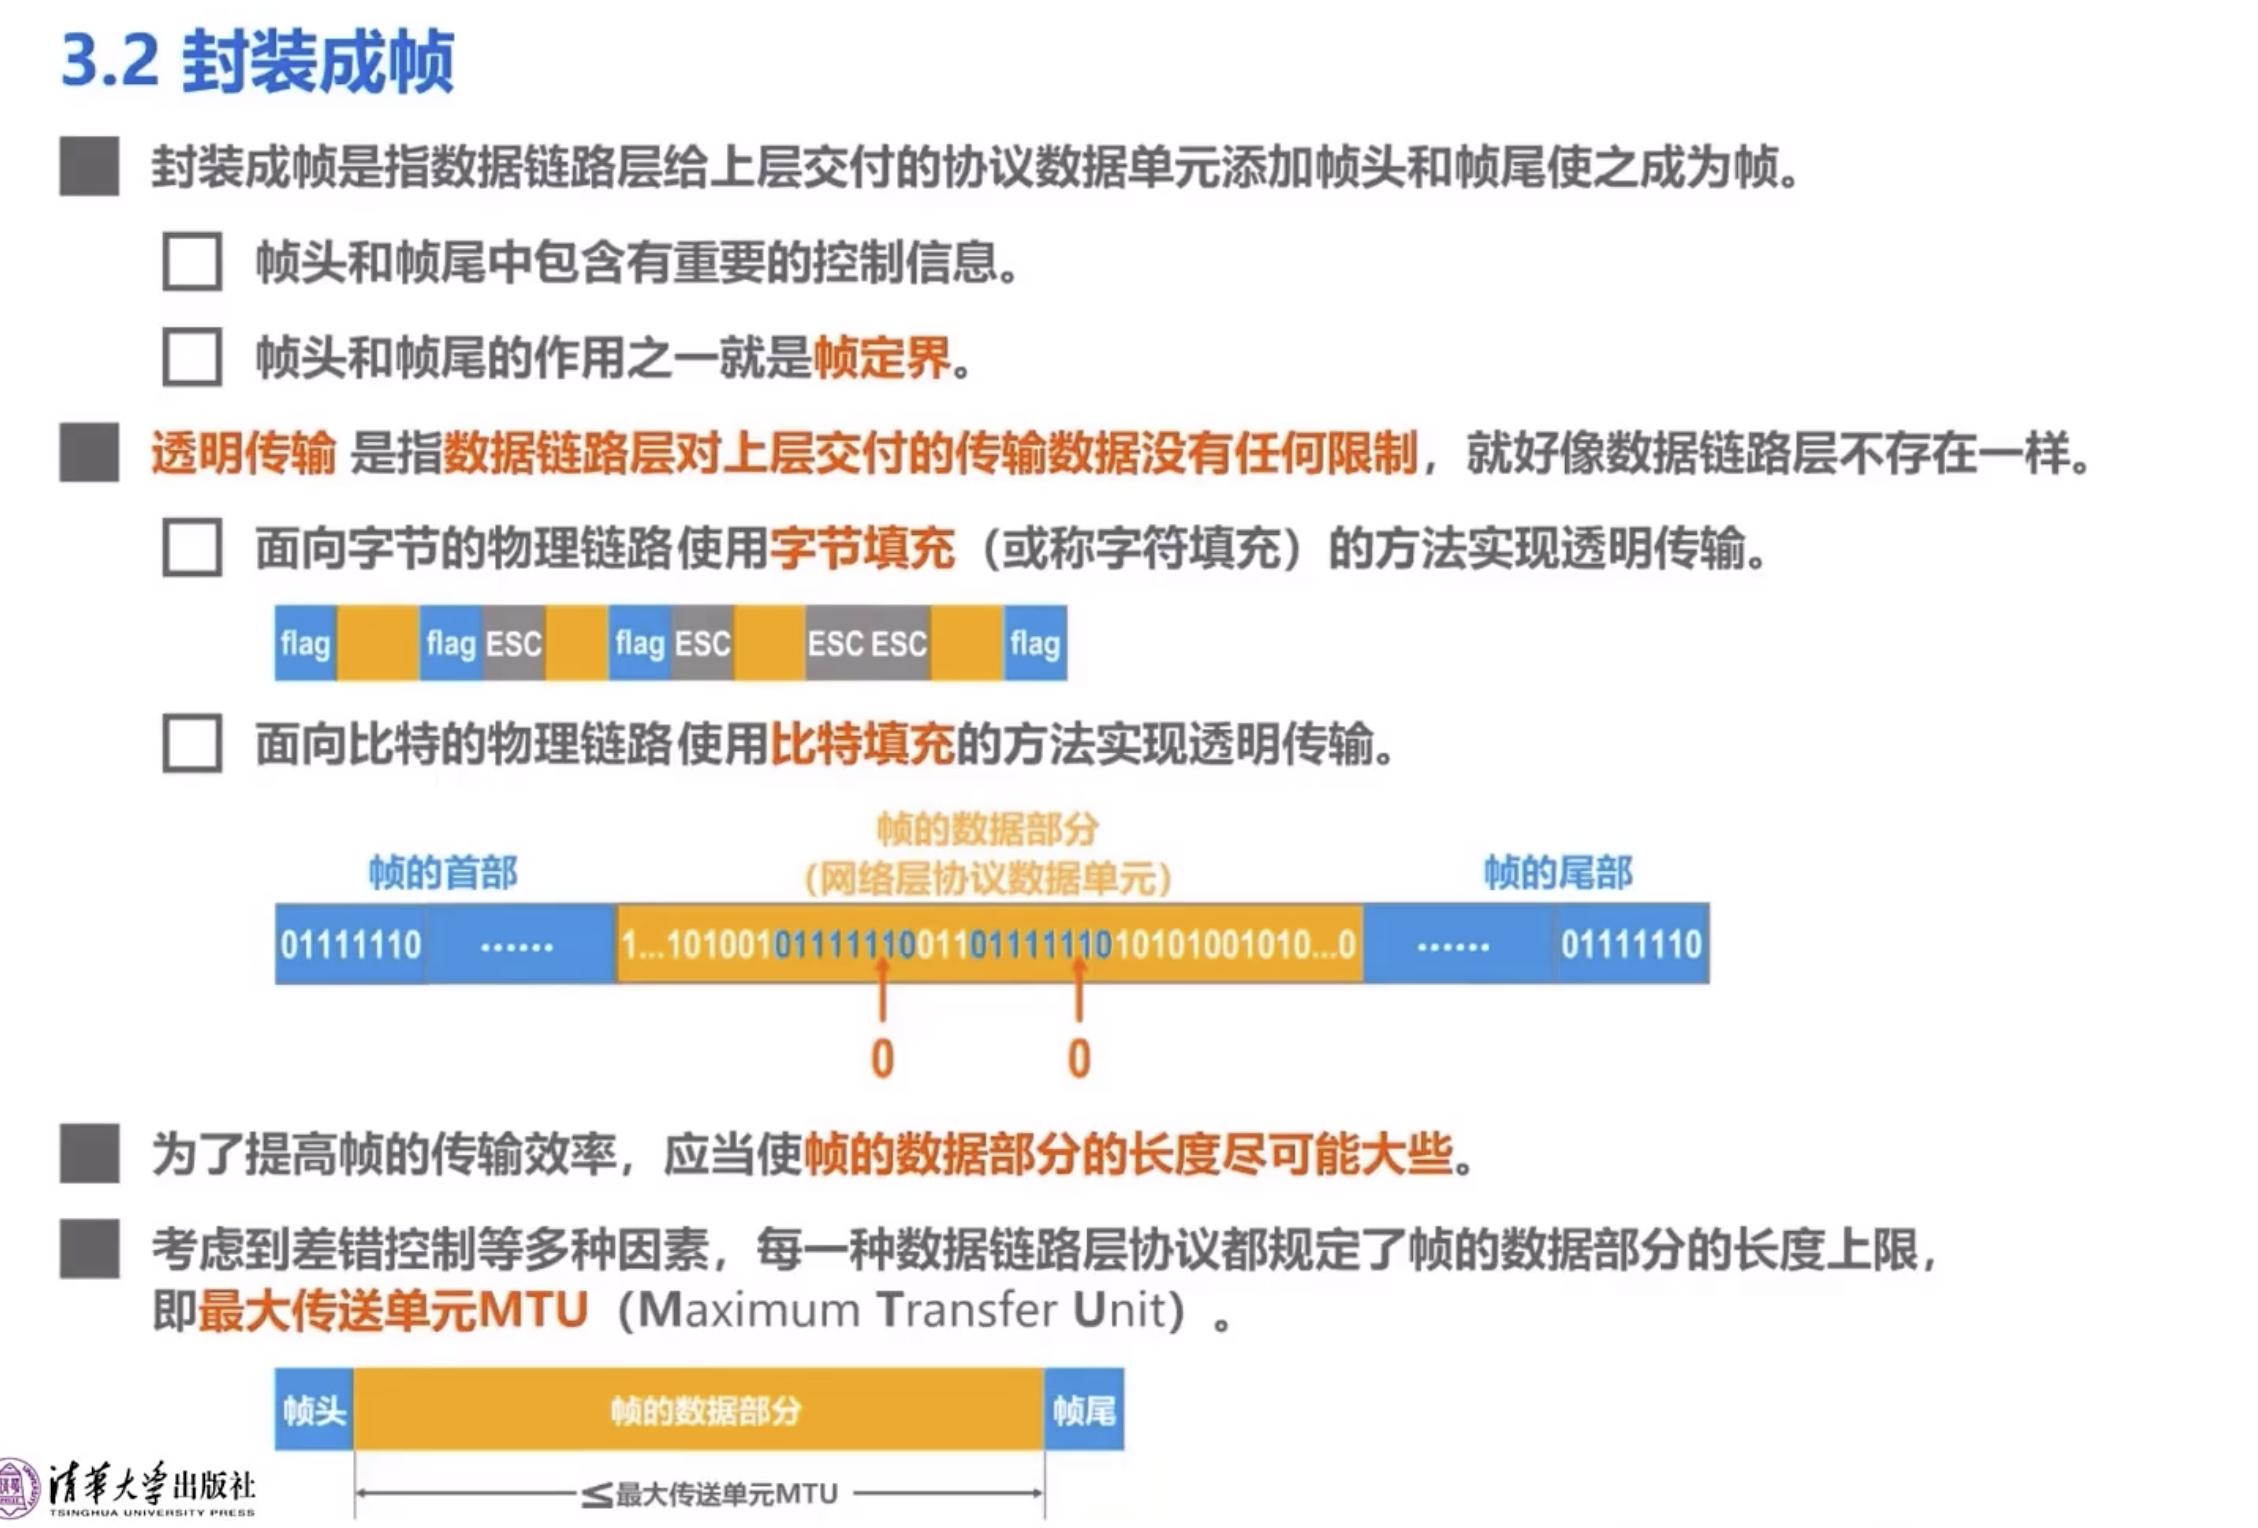 3.2 封装成帧
封装成帧是指数据链路层给上层交付的协议数据单元添加帧头和帧尾使之成为帧。
帧头和帧尾中包含有重要的控制信息。
帧头和帧尾的作用之一就是帧定界。
透明传输 是指数据链路层对上层交付的传输数据没有任何限制，就好像数据链路层不存在一样。
面向字节的物理链路使用字节填充（或称字符填充）的方法实现透明传输。
flag flag ESC flag ESC ESC ESC flag
面向比特的物理链路使用比特填充的方法实现透明传输。
帧的数据部分
帧的首部 （网络层协议数据单元） 帧的尾部
01111110 …… 1...1010010111111001101111111010101001010...0 …… 01111110
0 0
为了提高帧的传输效率，应当使帧的数据部分的长度尽可能大些。
考虑到差错控制等多种因素，每一种数据链路层协议都规定了帧的数据部分的长度上限，
即最大传送单元MTU（Maximum Transfer Unit）。
帧头 帧的数据部分 帧尾
≤最大传送单元MTU
清华大学出版社
TSINGHUA UNIVERSITY PRESS